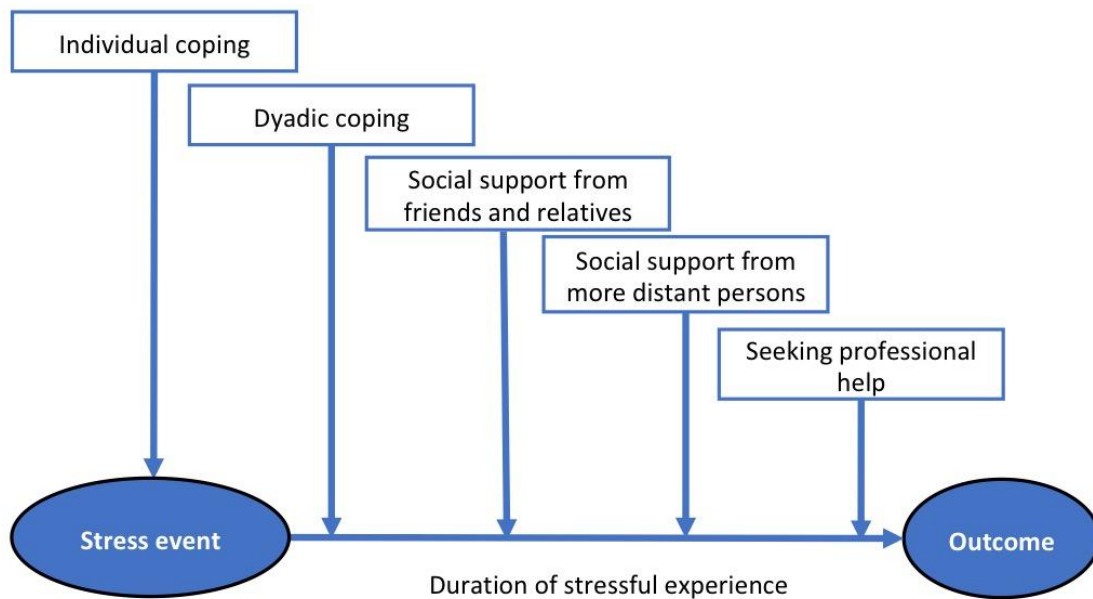 Individual coping
Dyadic coping
Social support from
friends and relatives
Social support from
more distant persons
Seeking professional
help
Stress event
Outcome
Duration of stressful experience